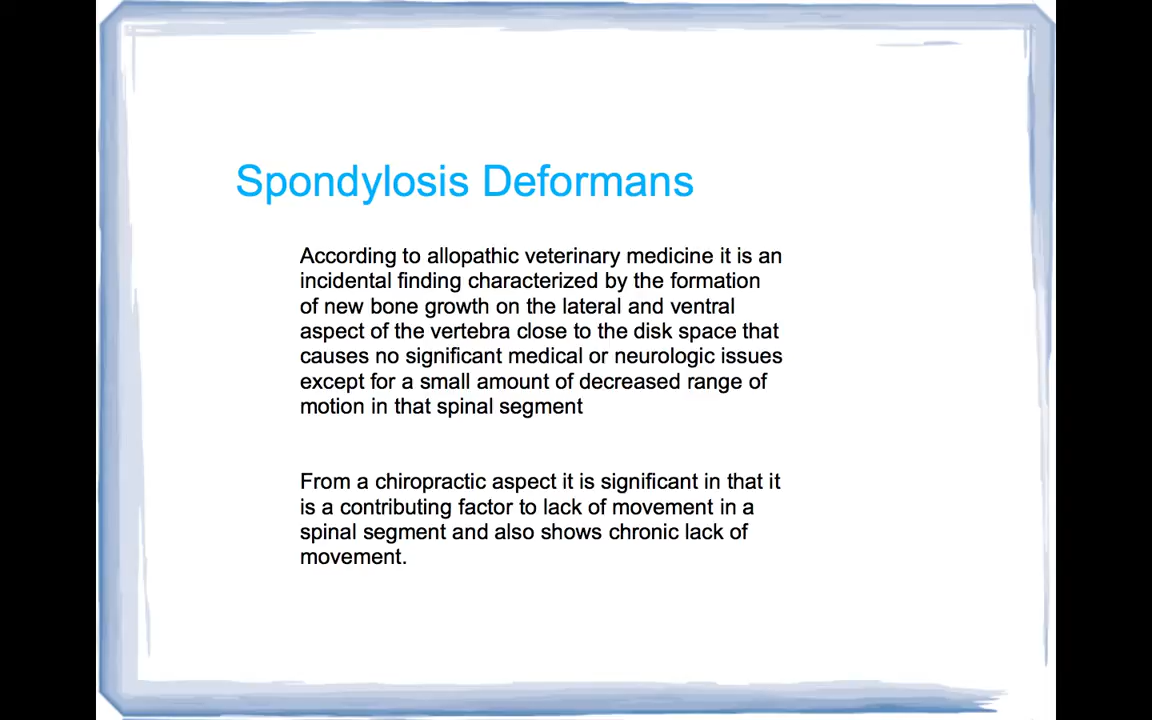 Spondylosis Deformans
According to allopathic veterinary medicine it is an
incidental finding characterized by the formation
of new bone growth on the lateral and ventral
aspect of the vertebra close to the disk space that
causes no significant medical or neurologic issues
except for a small amount of decreased range of
motion in that spinal segment
From a chiropractic aspect it is significant in that it
is a contributing factor to lack of movement in a
spinal segment and also shows chronic lack of
movement.